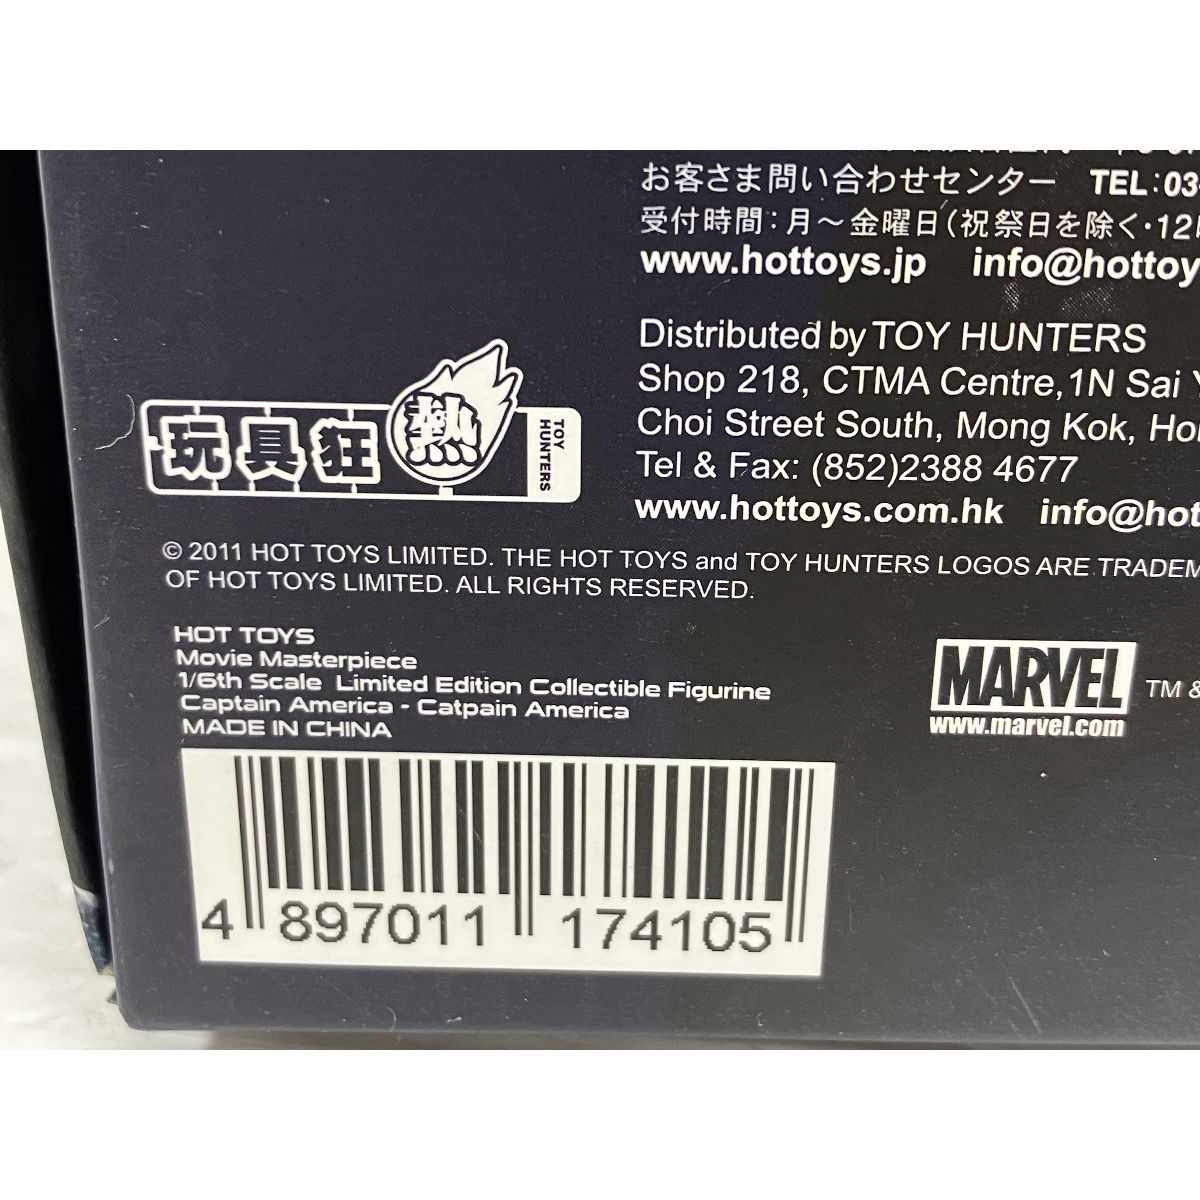 お客さま問い合わせセンター TEL:03
受付時間:月～金曜日(祝祭日を除く・12
www.hottoys.jp info@hottoy
Distributed by TOY HUNTERS
Shop 218, CTMA Centre, 1N Sai Y
Choi Street South, Mong Kok, Hon
Tel & Fax: (852)2388 4677
www.hottoys.com.hk info@hot
玩具狂熱
TOY HUNTERS
© 2011 HOT TOYS LIMITED. THE HOT TOYS and TOY HUNTERS LOGOS ARE TRADEM
OF HOT TOYS LIMITED. ALL RIGHTS RESERVED.
HOT TOYS
Movie Masterpiece
1/6th Scale Limited Edition Collectible Figurine
Captain America - Catpain America
MADE IN CHINA
MARVEL TM &
www.marvel.com
4 897011 174105